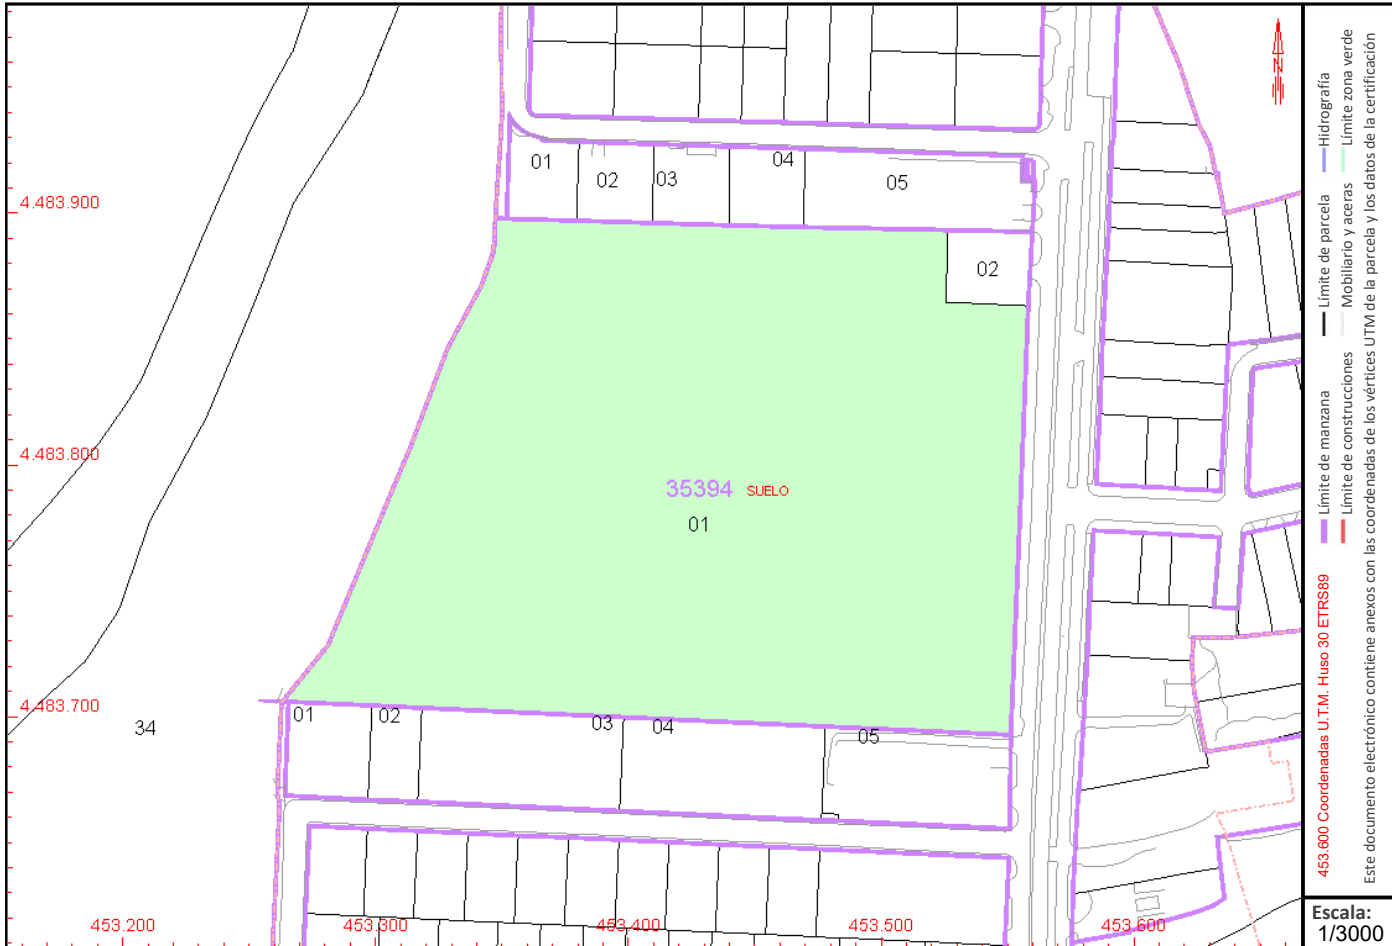 01
02
03
04
05
4.483.900
02
4.483.800
35394 SUELO
01
4.483.700
34
01
02
03
04
05
453.200
453.300
453.400
453.500
453.600
Hidrografía
Límite zona verde
Límite de parcela
Mobiliario y aceras
Límite de manzana
Límite de construcciones
453.600 Coordenadas U.T.M. Huso 30 ETRS89
Este documento electrónico contiene anexos con las coordenadas de los vértices UTM de la parcela y los datos de la certificación
Escala:
1/3000